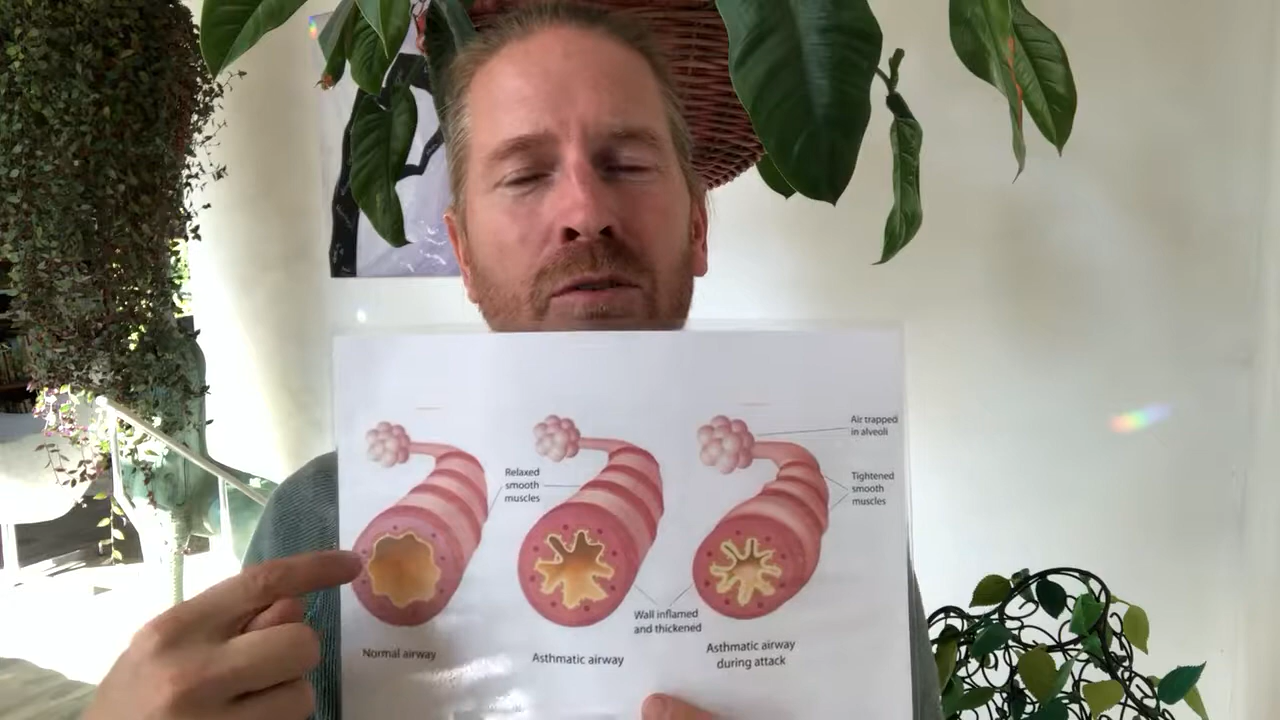 Air trapped
in alveoli
Relaxed
smooth
muscles
Tightened
smooth
muscles
Wall inflamed
and thickened
Normal airway
Asthmatic airway
Asthmatic airway
during attack